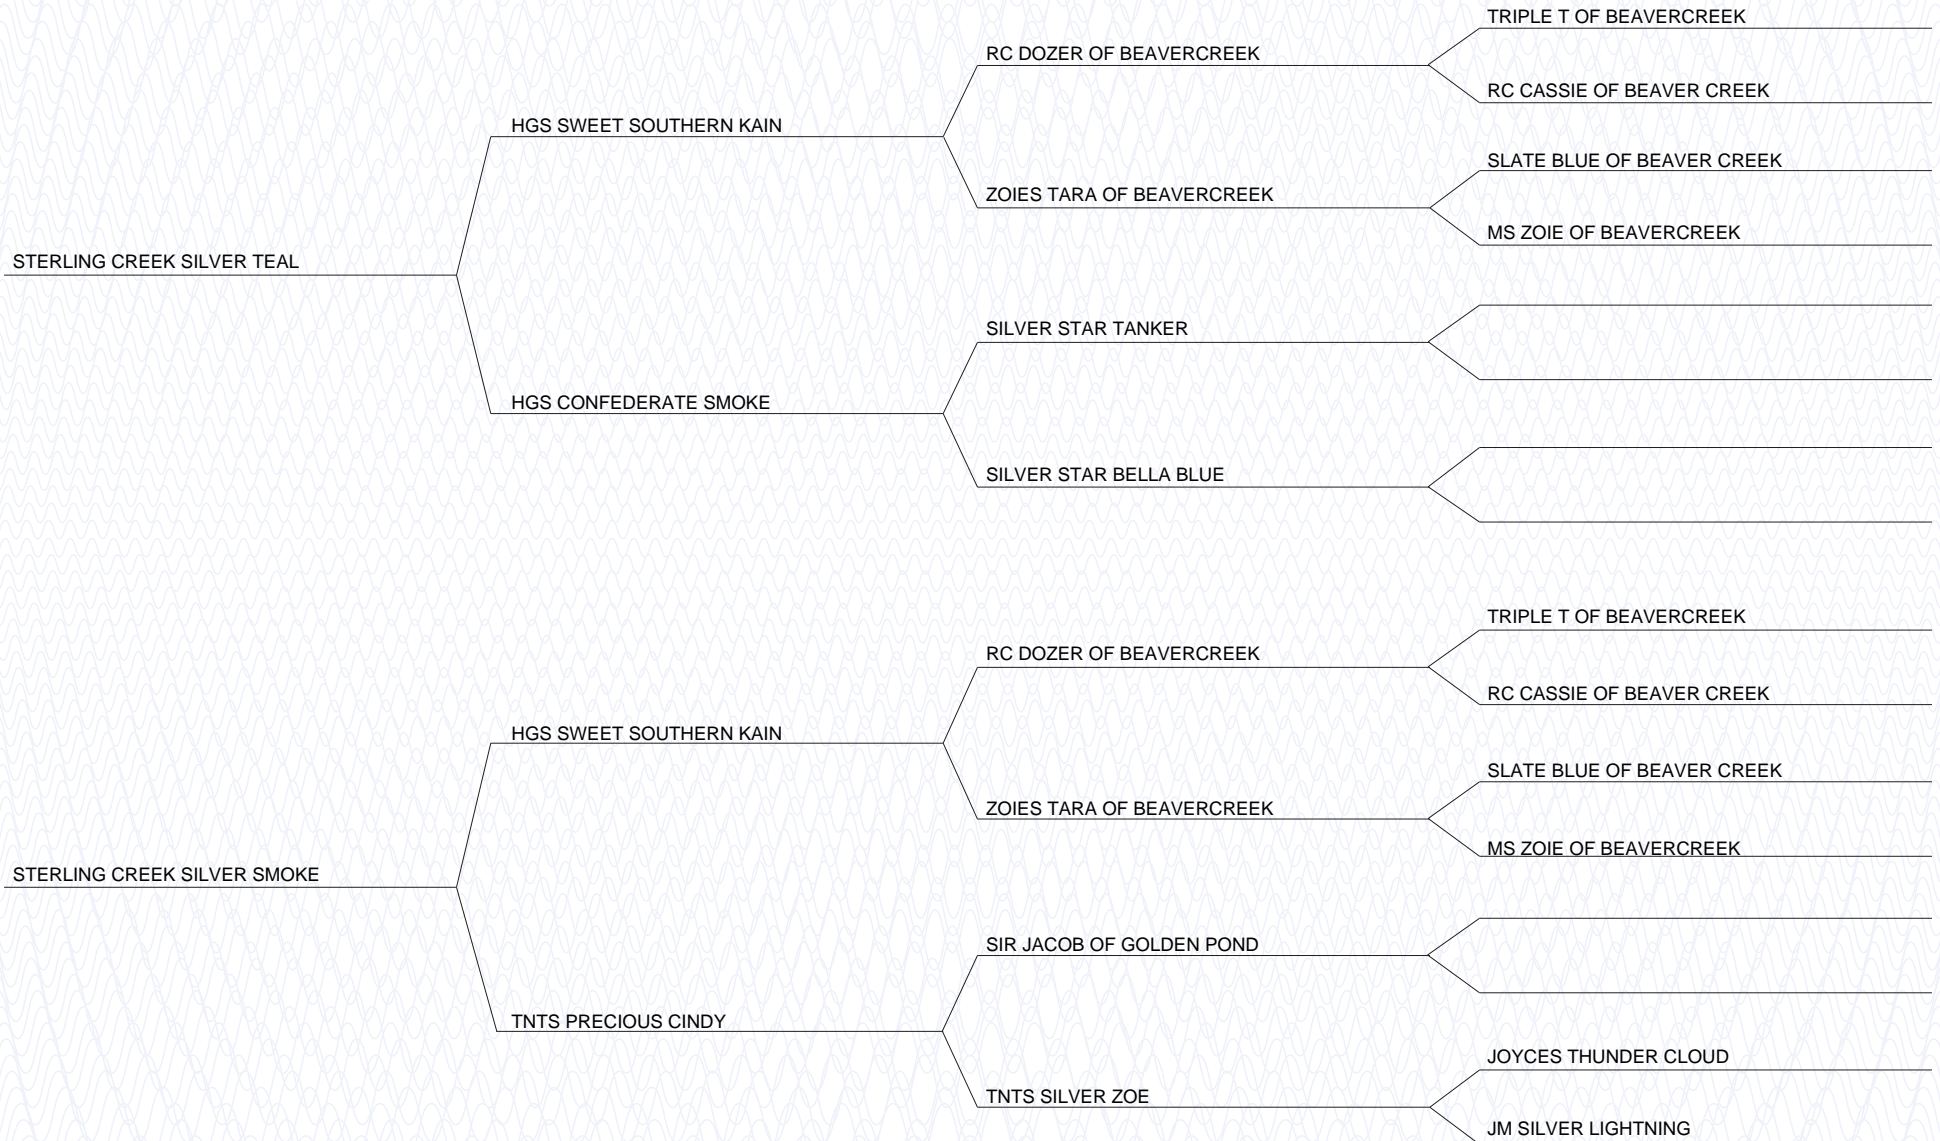 TRIPLE T OF BEAVERCREEK
RC DOZER OF BEAVERCREEK
RC CASSIE OF BEAVER CREEK
HGS SWEET SOUTHERN KAIN
SLATE BLUE OF BEAVER CREEK
ZOIES TARA OF BEAVERCREEK
MS ZOIE OF BEAVERCREEK
STERLING CREEK SILVER TEAL
SILVER STAR TANKER
HGS CONFEDERATE SMOKE
SILVER STAR BELLA BLUE
TRIPLE T OF BEAVERCREEK
RC DOZER OF BEAVERCREEK
RC CASSIE OF BEAVER CREEK
HGS SWEET SOUTHERN KAIN
SLATE BLUE OF BEAVER CREEK
ZOIES TARA OF BEAVERCREEK
MS ZOIE OF BEAVERCREEK
STERLING CREEK SILVER SMOKE
SIR JACOB OF GOLDEN POND
TNTS PRECIOUS CINDY
JOYCES THUNDER CLOUD
TNTS SILVER ZOE
JM SILVER LIGHTNING